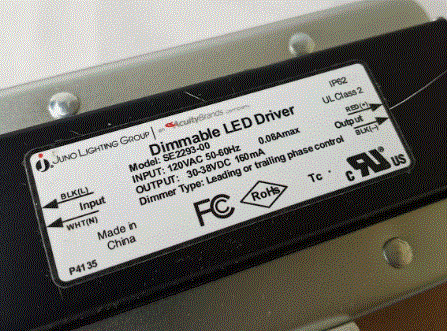 JUNO LIGHTING GROUP | AN AcuityBrands COMPANY
IP62
UL Class 2
Dimmable LED Driver
Model: SE2293-00
INPUT: 120VAC 50-60Hz 0.08Amax
OUTPUT: 30-38VDC 160mA
Dimmer Type: Leading or trailing phase control
RED(+)
Output
BLK(-)
BLK(L)
Input
WHT(N)
Made in
China
FC
RoHS
Tc .
c RU US
P4135